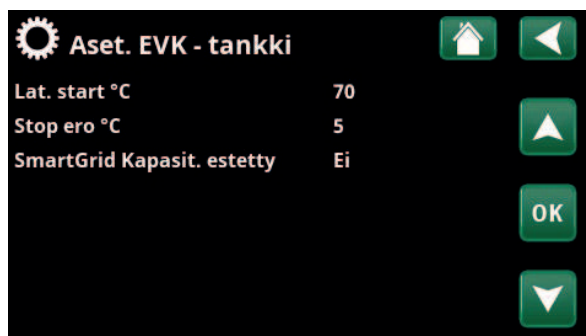 Aset. EVK - tankki
Lat. start °C 70
Stop ero °C 5
SmartGrid Kapasit. estetty Ei
OK